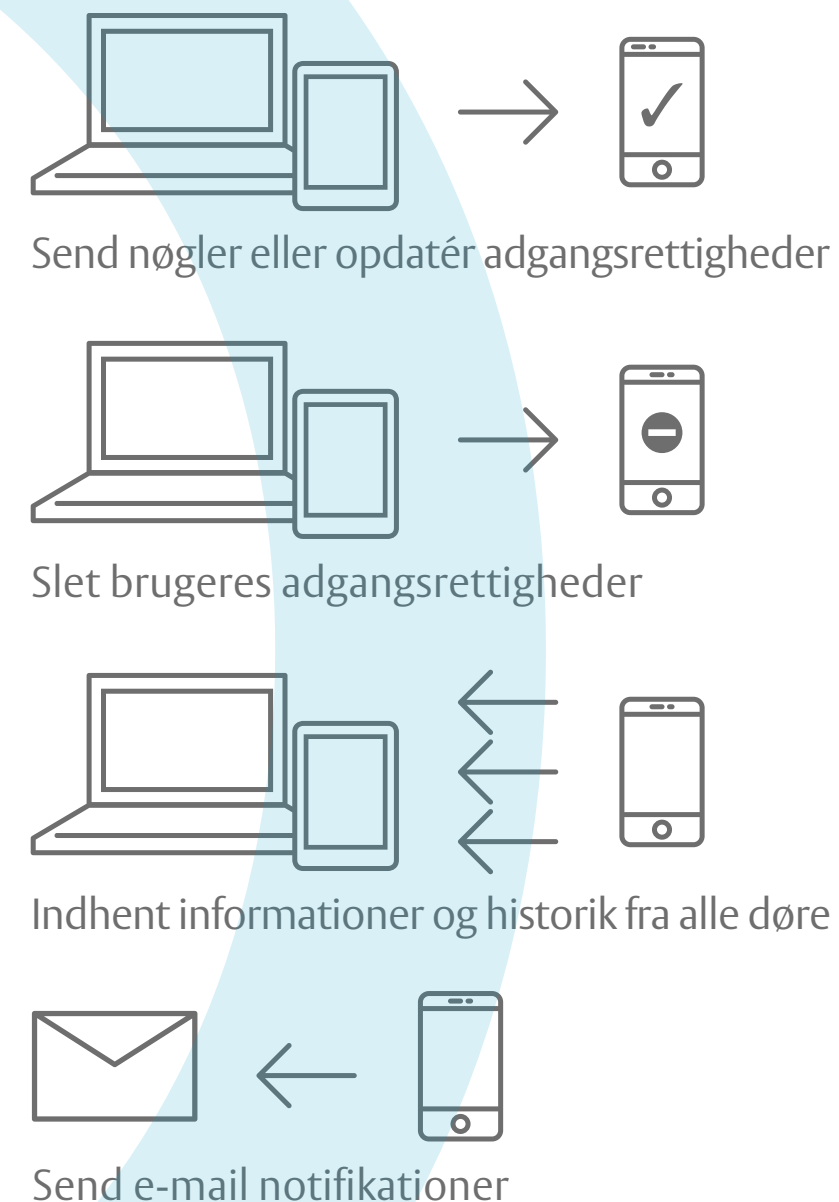 Send nøgler eller opdatér adgangsrettigheder
Slet brugeres adgangsrettigheder
Indhent informationer og historik fra alle døre
Send e-mail notifikationer